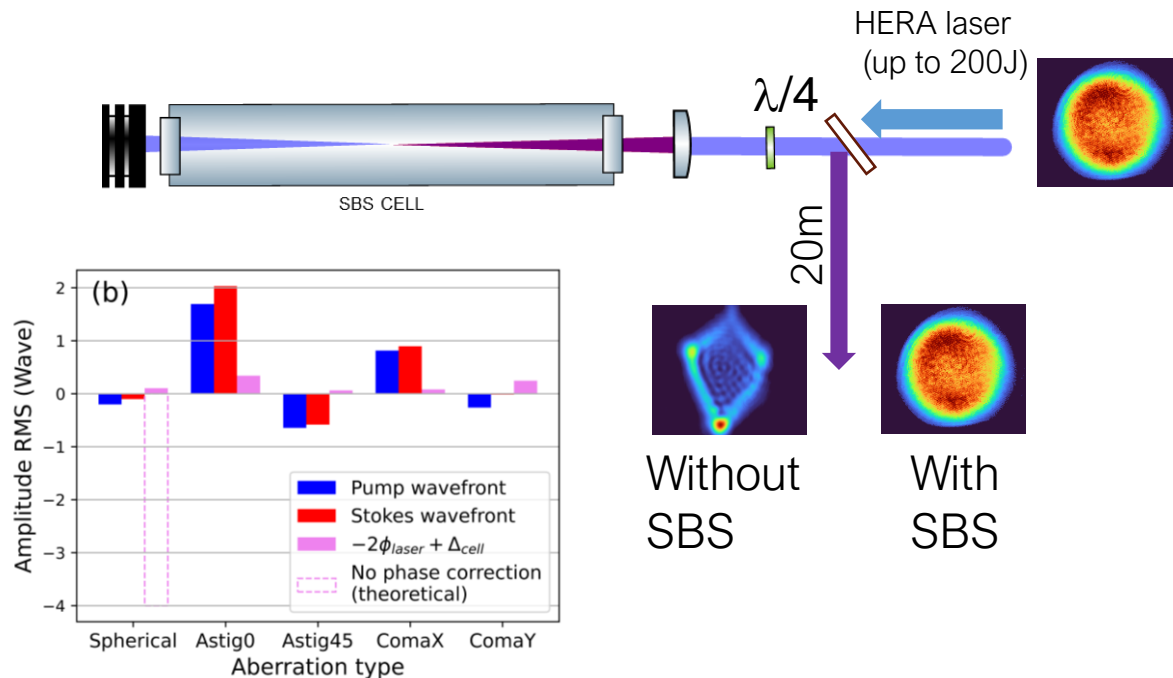 HERA laser
(up to 200J)
λ/4
SBS CELL
20m
(b)
Amplitude RMS (Wave)
2
1
0
−1
−2
−3
−4
Pump wavefront
Stokes wavefront
−2ϕlaser + Δcell
No phase correction
(theoretical)
Spherical Astig0 Astig45 ComaX ComaY
Aberration type
Without
SBS
With
SBS